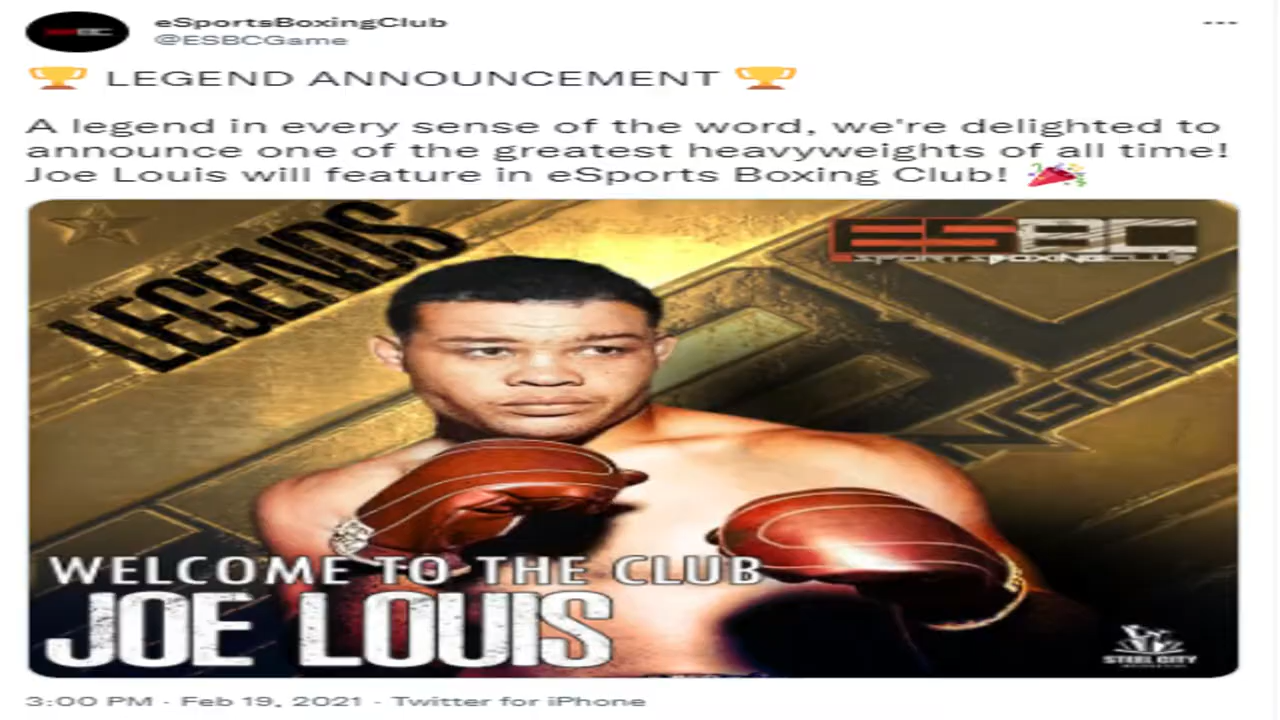 eSportsBoxingClub
@ESBCGame
🏆 LEGEND ANNOUNCEMENT 🏆
A legend in every sense of the word, we're delighted to
announce one of the greatest heavyweights of all time!
Joe Louis will feature in eSports Boxing Club! 🎉
LEGENDS
ESBC
ESPORTSBOXINGCLUB
NGCLU
WELCOME TO THE CLUB
JOE LOUIS
STEEL CITY
3:00 PM · Feb 19, 2021 · Twitter for iPhone